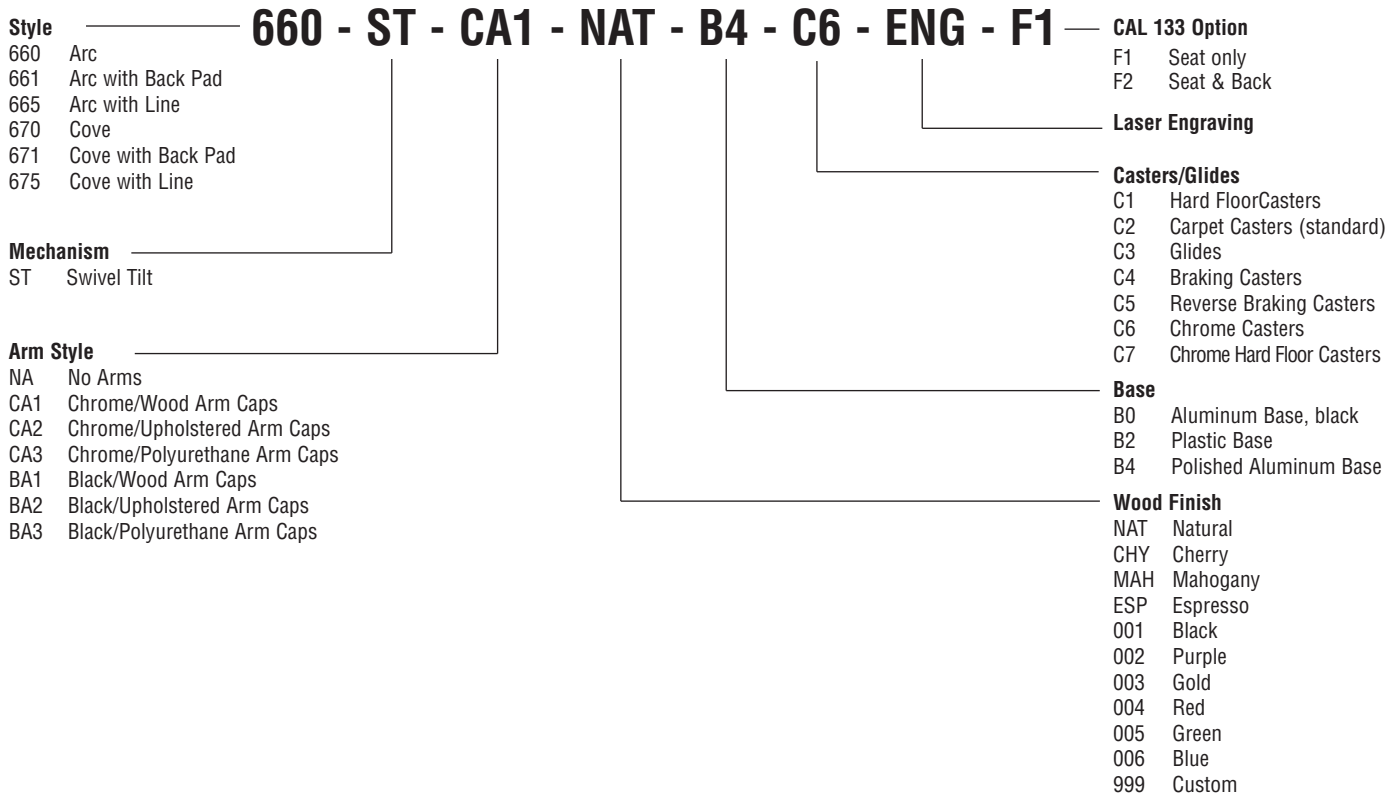 660 - ST - CA1 - NAT - B4 - C6 - ENG - F1
Style
660 Arc
661 Arc with Back Pad
665 Arc with Line
670 Cove
671 Cove with Back Pad
675 Cove with Line
Mechanism
ST Swivel Tilt
Arm Style
NA No Arms
CA1 Chrome/Wood Arm Caps
CA2 Chrome/Upholstered Arm Caps
CA3 Chrome/Polyurethane Arm Caps
BA1 Black/Wood Arm Caps
BA2 Black/Upholstered Arm Caps
BA3 Black/Polyurethane Arm Caps
CAL 133 Option
F1 Seat only
F2 Seat & Back
Laser Engraving
Casters/Glides
C1 Hard FloorCasters
C2 Carpet Casters (standard)
C3 Glides
C4 Braking Casters
C5 Reverse Braking Casters
C6 Chrome Casters
C7 Chrome Hard Floor Casters
Base
B0 Aluminum Base, black
B2 Plastic Base
B4 Polished Aluminum Base
Wood Finish
NAT Natural
CHY Cherry
MAH Mahogany
ESP Espresso
001 Black
002 Purple
003 Gold
004 Red
005 Green
006 Blue
999 Custom